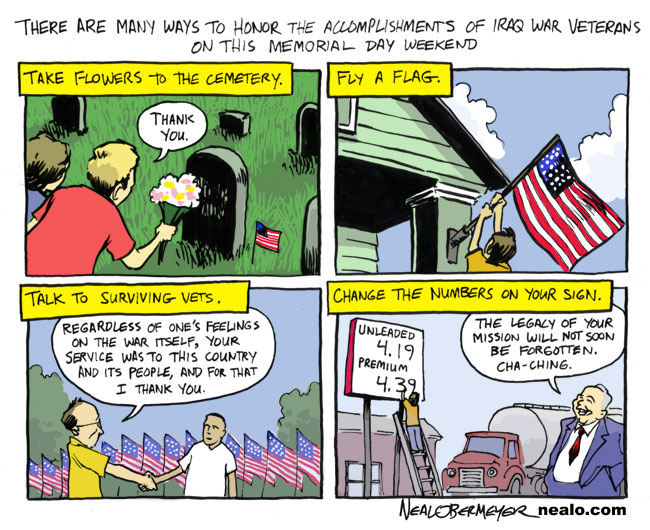 THERE ARE MANY WAYS TO HONOR THE ACCOMPLISHMENTS OF IRAQ WAR VETERANS
ON THIS MEMORIAL DAY WEEKEND
TAKE FLOWERS TO THE CEMETERY.
THANK
YOU.
FLY A FLAG.
TALK TO SURVIVING VETS.
REGARDLESS OF ONE'S FEELINGS
ON THE WAR ITSELF, YOUR
SERVICE WAS TO THIS COUNTRY
AND ITS PEOPLE, AND FOR THAT
I THANK YOU.
CHANGE THE NUMBERS ON YOUR SIGN.
UNLEADED
4.19
PREMIUM
4.39
THE LEGACY OF YOUR
MISSION WILL NOT SOON
BE FORGOTTEN.
CHA-CHING.
NEAL OBERMEYER nealo.com